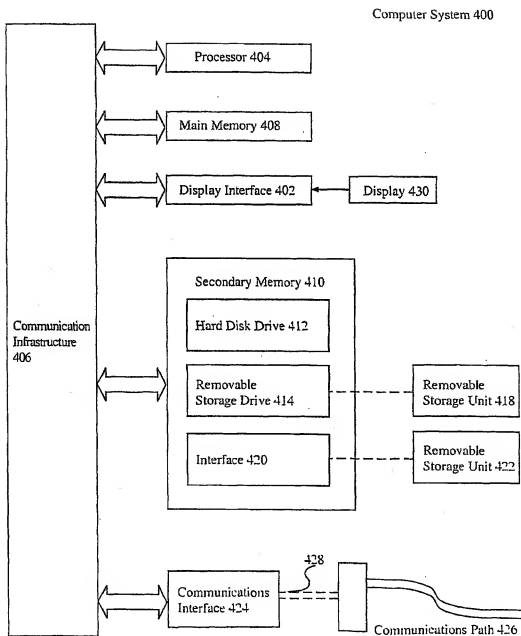 Computer System 400
Processor 404
Main Memory 408
Display Interface 402
Display 430
Secondary Memory 410
Hard Disk Drive 412
Communication
Infrastructure
406
Removable
Storage Drive 414
Removable
Storage Unit 418
Interface 420
Removable
Storage Unit 422
428
Communications
Interface 424
Communications Path 426